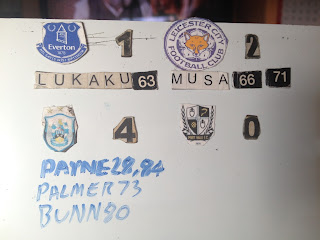 Everton 1 LEICESTER CITY FOOTBALL CLUB 2
LUKAKU 63 MUSA 66 71
4 0
PAYNE 28, 84
PALMER 73
BUNN 80